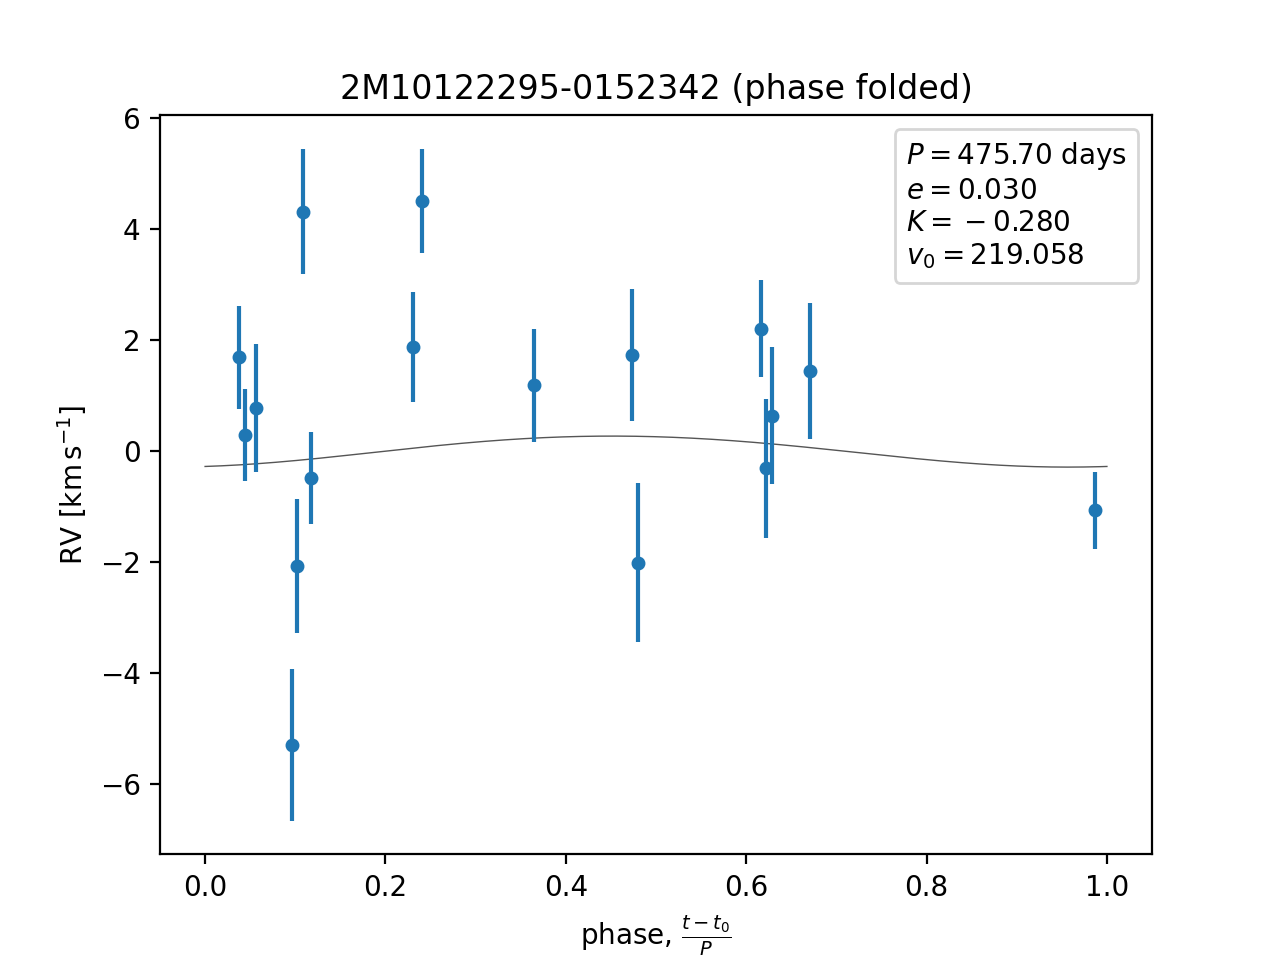 2M10122295-0152342 (phase folded)
P = 475.70 days
e = 0.030
K = −0.280
v₀ = 219.058
RV [km s⁻¹]
6
4
2
0
−2
−4
−6
0.0 0.2 0.4 0.6 0.8 1.0
phase, (t − t₀)/P